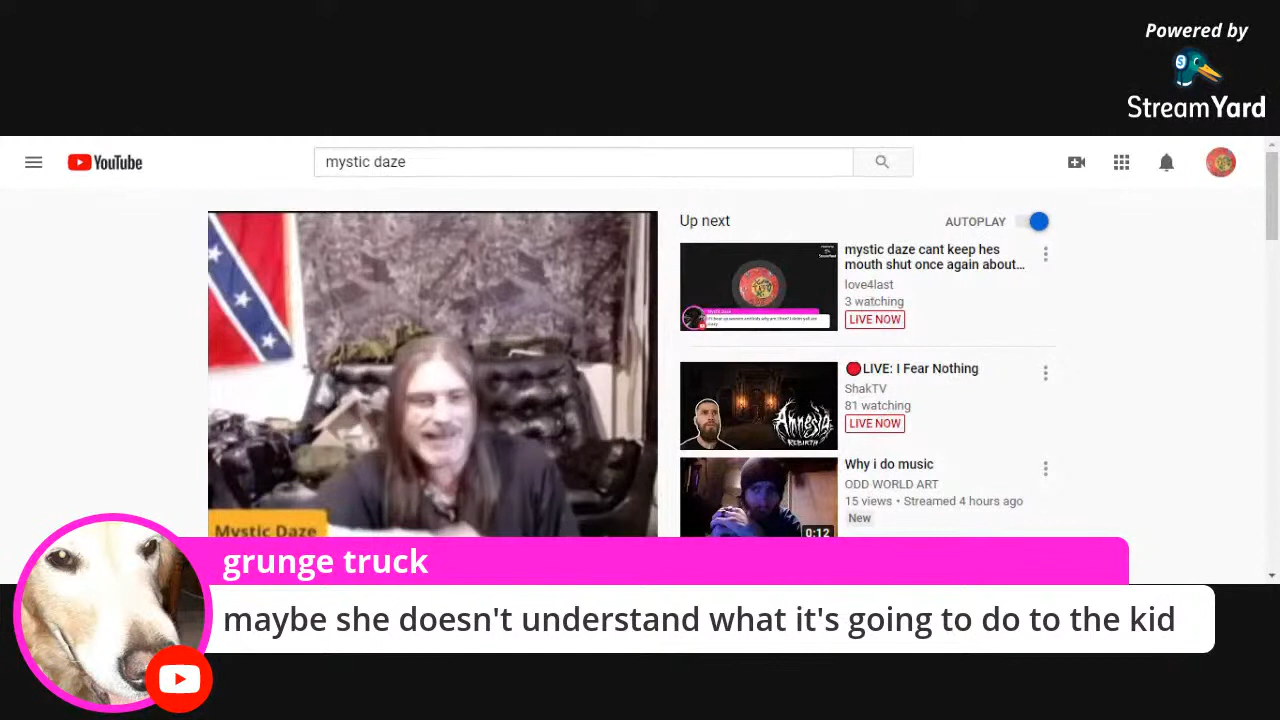 Powered by
StreamYard
YouTube
mystic daze
Up next
AUTOPLAY
mystic daze cant keep hes
mouth shut once again about...
love4last
3 watching
LIVE NOW
LIVE: I Fear Nothing
ShakTV
81 watching
LIVE NOW
AMNESIA
REBIRTH
Why i do music
ODD WORLD ART
15 views • Streamed 4 hours ago
New
0:12
Mystic Daze
grunge truck
maybe she doesn't understand what it's going to do to the kid